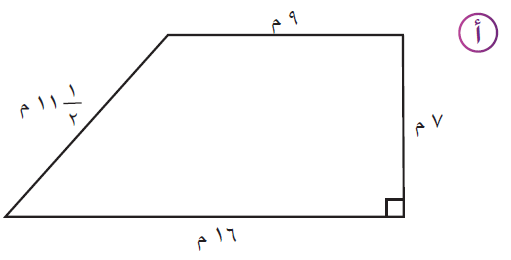 أ
٩ م
١١ ١/٢ م
٧ م
١٦ م